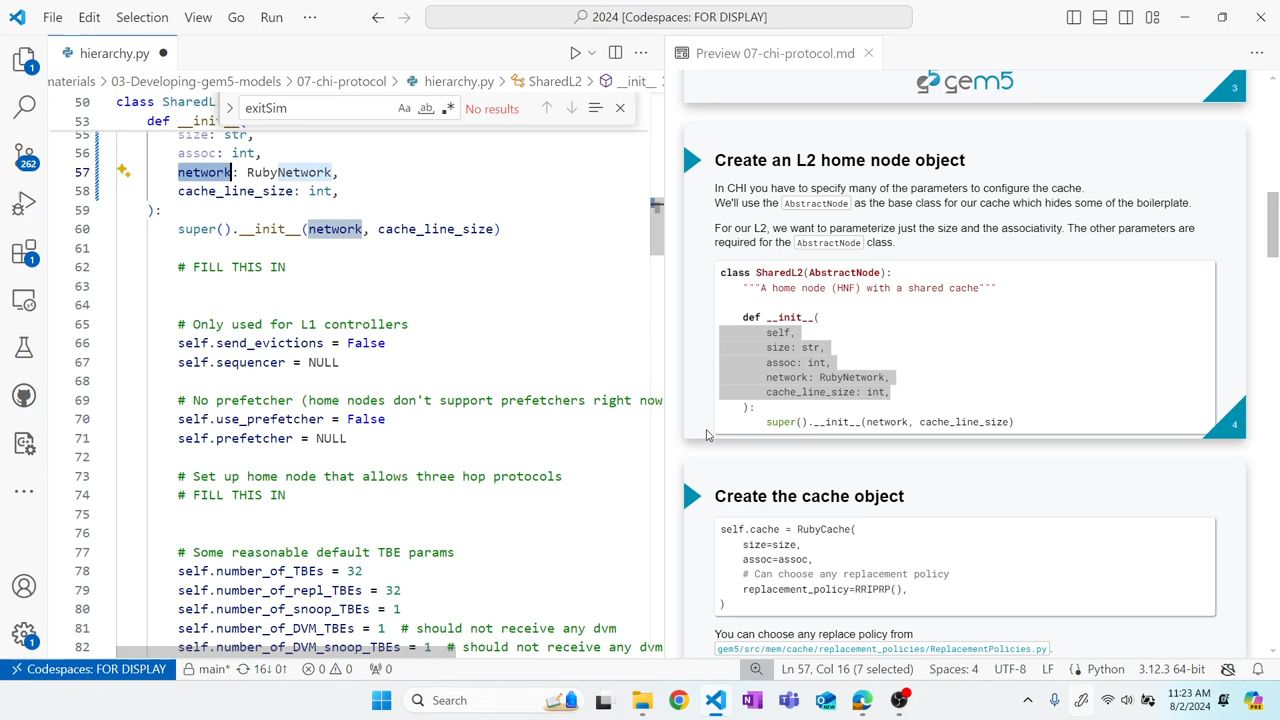 File Edit Selection View Go Run ··· 2024 [Codespaces: FOR DISPLAY]
hierarchy.py
Preview 07-chi-protocol.md
materials > 03-Developing-gem5-models > 07-chi-protocol > hierarchy.py > SharedL2 > __init__
exitSim Aa ab No results
50 class SharedL
53 def __init__(
55 size: str,
56 assoc: int,
57 network: RubyNetwork,
58 cache_line_size: int,
59 ):
60 super().__init__(network, cache_line_size)
61
62 # FILL THIS IN
63
64
65 # Only used for L1 controllers
66 self.send_evictions = False
67 self.sequencer = NULL
68
69 # No prefetcher (home nodes don't support prefetchers right now
70 self.use_prefetcher = False
71 self.prefetcher = NULL
72
73 # Set up home node that allows three hop protocols
74 # FILL THIS IN
75
76
77 # Some reasonable default TBE params
78 self.number_of_TBEs = 32
79 self.number_of_repl_TBEs = 32
80 self.number_of_snoop_TBEs = 1
81 self.number_of_DVM_TBEs = 1 # should not receive any dvm
82 self.number_of_DVM_snoop_TBEs = 1 # should not receive any
1
262
1
1
gem5
3
Create an L2 home node object
In CHI you have to specify many of the parameters to configure the cache.
We'll use the AbstractNode as the base class for our cache which hides some of the boilerplate.
For our L2, we want to parameterize just the size and the associativity. The other parameters are
required for the AbstractNode class.
class SharedL2(AbstractNode):
"""A home node (HNF) with a shared cache"""
def __init__(
self,
size: str,
assoc: int,
network: RubyNetwork,
cache_line_size: int,
):
super().__init__(network, cache_line_size)
4
Create the cache object
self.cache = RubyCache(
size=size,
assoc=assoc,
# Can choose any replacement policy
replacement_policy=RRIPRP(),
)
You can choose any replace policy from
gem5/src/mem/cache/replacement_policies/ReplacementPolicies.py.
Codespaces: FOR DISPLAY main* 16↓ 0↑ 0 0 0 Ln 57, Col 16 (7 selected) Spaces: 4 UTF-8 LF Python 3.12.3 64-bit
Search
11:23 AM
8/2/2024